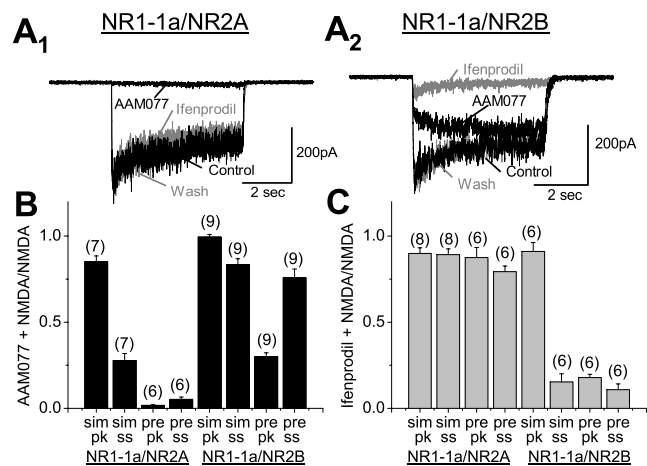 A1 NR1-1a/NR2A
AAM077
Ifenprodil
Control
Wash
200pA
2 sec
A2 NR1-1a/NR2B
Ifenprodil
AAM077
Control
Wash
200pA
2 sec
B
AAM077 + NMDA/NMDA
1.0
0.5
0.0
(7) (7) (6) (6) (9) (9) (9) (9)
sim sim pre pre sim sim pre pre
pk ss pk ss pk ss pk ss
NR1-1a/NR2A NR1-1a/NR2B
C
Ifenprodil + NMDA/NMDA
1.0
0.5
0.0
(8) (8) (6) (6) (6) (6) (6) (6)
sim sim pre pre sim sim pre pre
pk ss pk ss pk ss pk ss
NR1-1a/NR2A NR1-1a/NR2B